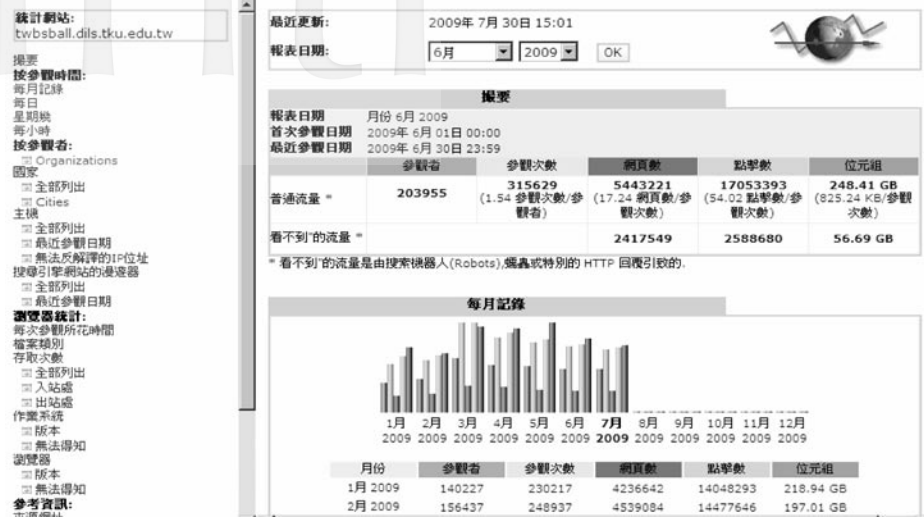 統計網站:
twbsball.dils.tku.edu.tw
撮要
按參觀時間:
每月記錄
每日
星期幾
每小時
按參觀者:
Organizations
國家
全部列出
Cities
主機
全部列出
最近參觀日期
無法反解譯的IP位址
搜尋引擎網站的漫遊器
全部列出
最近參觀日期
瀏覽器統計:
每次參觀所花時間
檔案類別
存取次數
全部列出
入站處
出站處
作業系統
版本
無法得知
瀏覽器
版本
無法得知
參考資訊:
來源網址
最近更新: 2009年 7月 30日 15:01
報表日期: 6月 2009 OK
撮要
報表日期 月份 6月 2009
首次參觀日期 2009年 6月 01日 00:00
最近參觀日期 2009年 6月 30日 23:59
參觀者 參觀次數 網頁數 點擊數 位元組
普通流量 * 203955 315629 (1.54 參觀次數/參觀者) 5443221 (17.24 網頁數/參觀次數) 17053393 (54.02 點擊數/參觀次數) 248.41 GB (825.24 KB/參觀次數)
看不到"的流量 * 2417549 2588680 56.69 GB
* 看不到"的流量是由搜索機器人(Robots),蠕蟲或特別的 HTTP 回覆引致的.
每月記錄
1月 2009 2月 2009 3月 2009 4月 2009 5月 2009 6月 2009 7月 2009 8月 2009 9月 2009 10月 2009 11月 2009 12月 2009
月份 參觀者 參觀次數 網頁數 點擊數 位元組
1月 2009 140227 230217 4236642 14048293 218.94 GB
2月 2009 156437 248937 4539084 14477646 197.01 GB